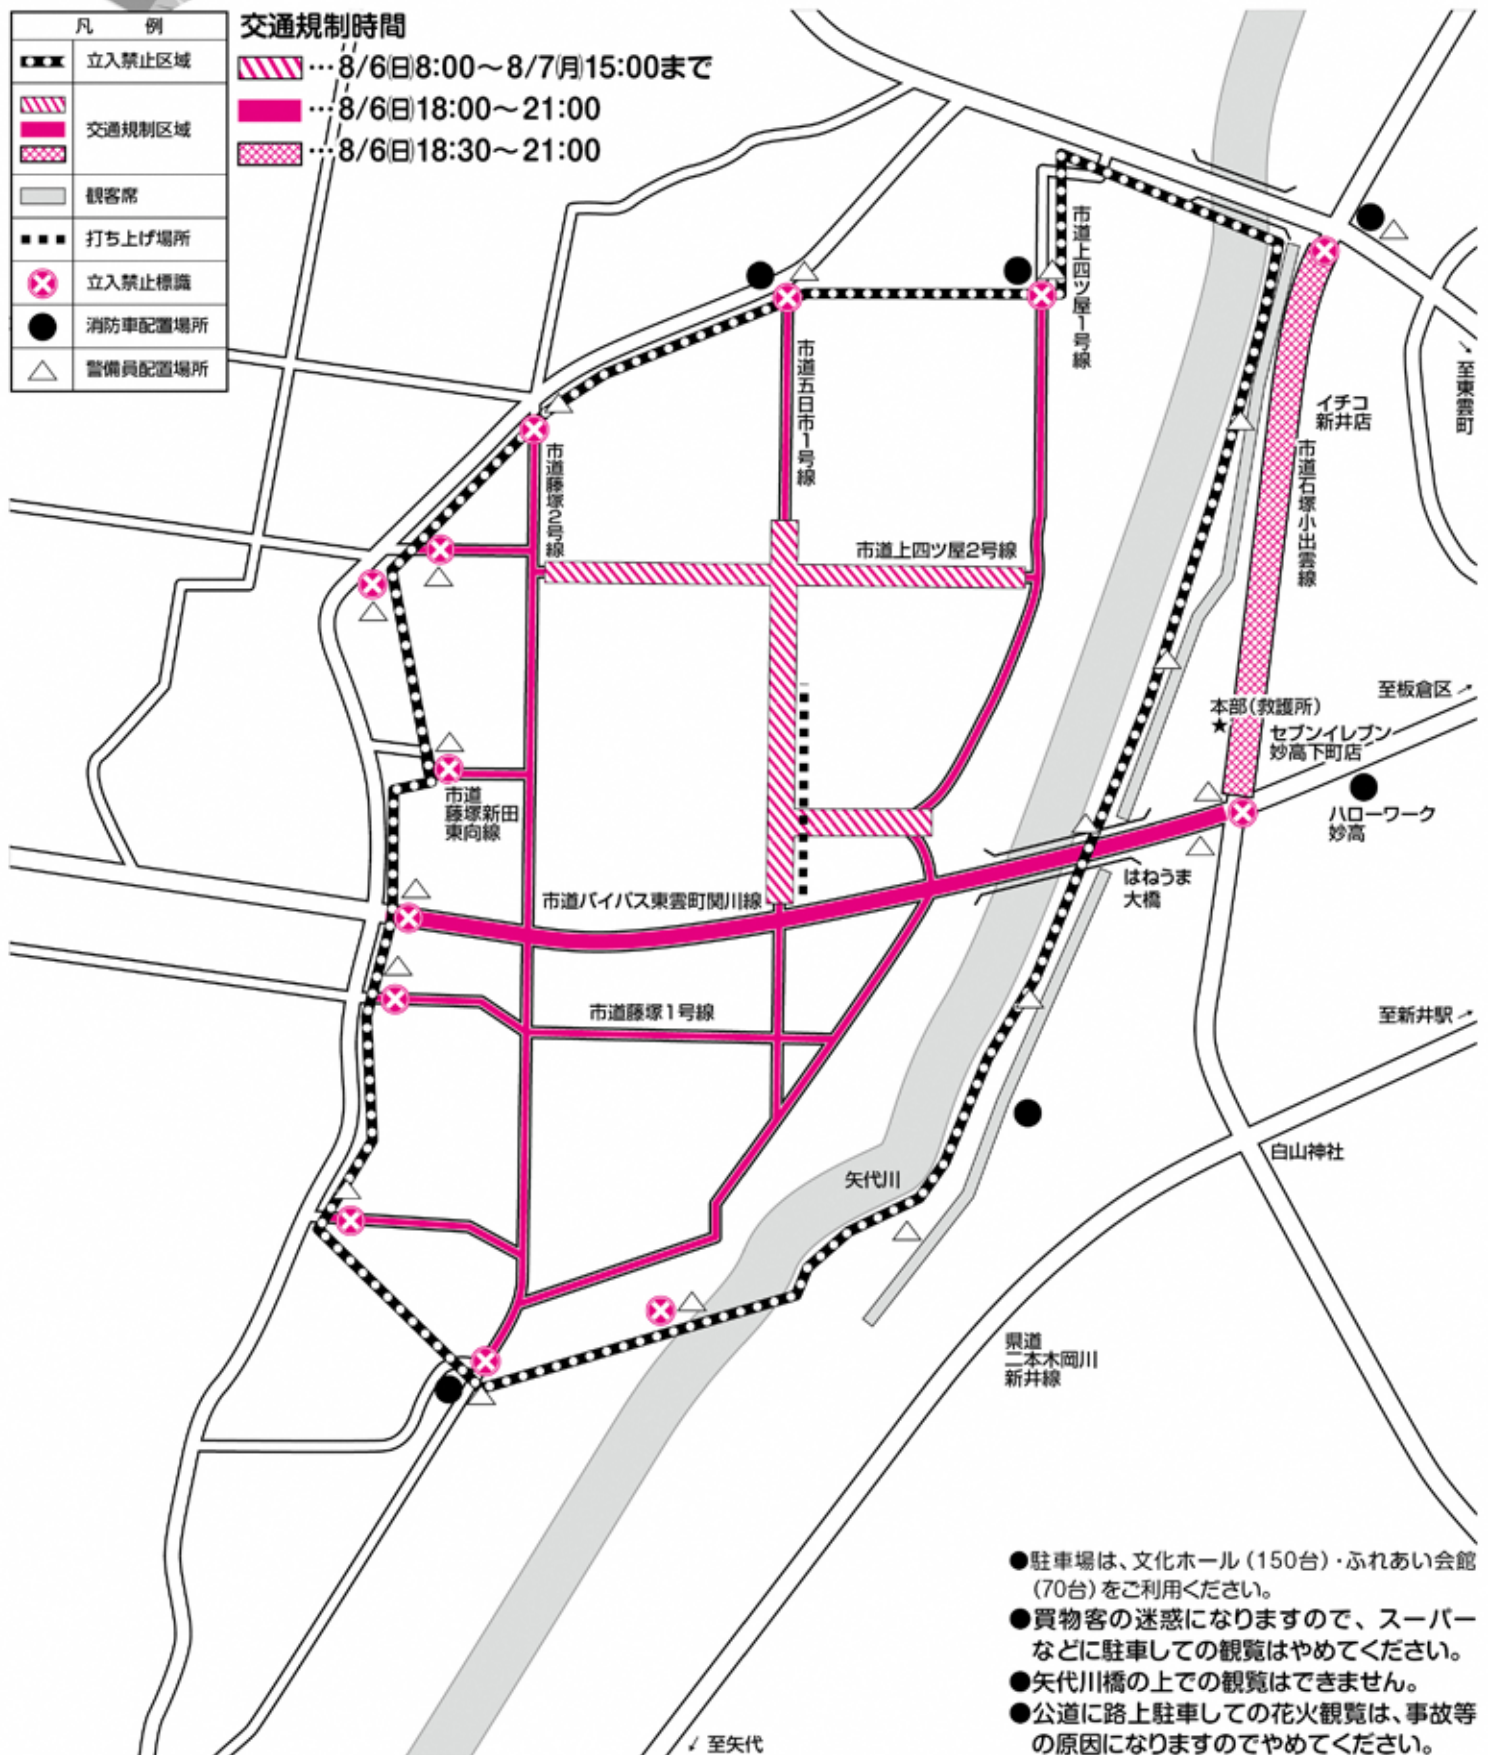 凡　例
立入禁止区域
交通規制区域
観客席
打ち上げ場所
立入禁止標識
消防車配置場所
警備員配置場所
交通規制時間
…8/6㈰8:00〜8/7㈪15:00まで
…8/6㈰18:00〜21:00
…8/6㈰18:30〜21:00
市道上四ツ屋1号線
市道五日市1号線
→至東雲町
イチコ
新井店
市道藤塚2号線
市道石塚小出雲線
市道上四ツ屋2号線
至板倉区→
本部(救護所)
★
セブンイレブン
妙高下町店
市道
藤塚新田
東向線
ハローワーク
妙高
はねうま
大橋
市道バイパス東雲町関川線
市道藤塚1号線
至新井駅→
白山神社
矢代川
県道
二本木岡川
新井線
●駐車場は、文化ホール(150台)・ふれあい会館
(70台)をご利用ください。
●買物客の迷惑になりますので、スーパー
などに駐車しての観覧はやめてください。
●矢代川橋の上での観覧はできません。
●公道に路上駐車しての花火観覧は、事故等
の原因になりますのでやめてください。
↙至矢代